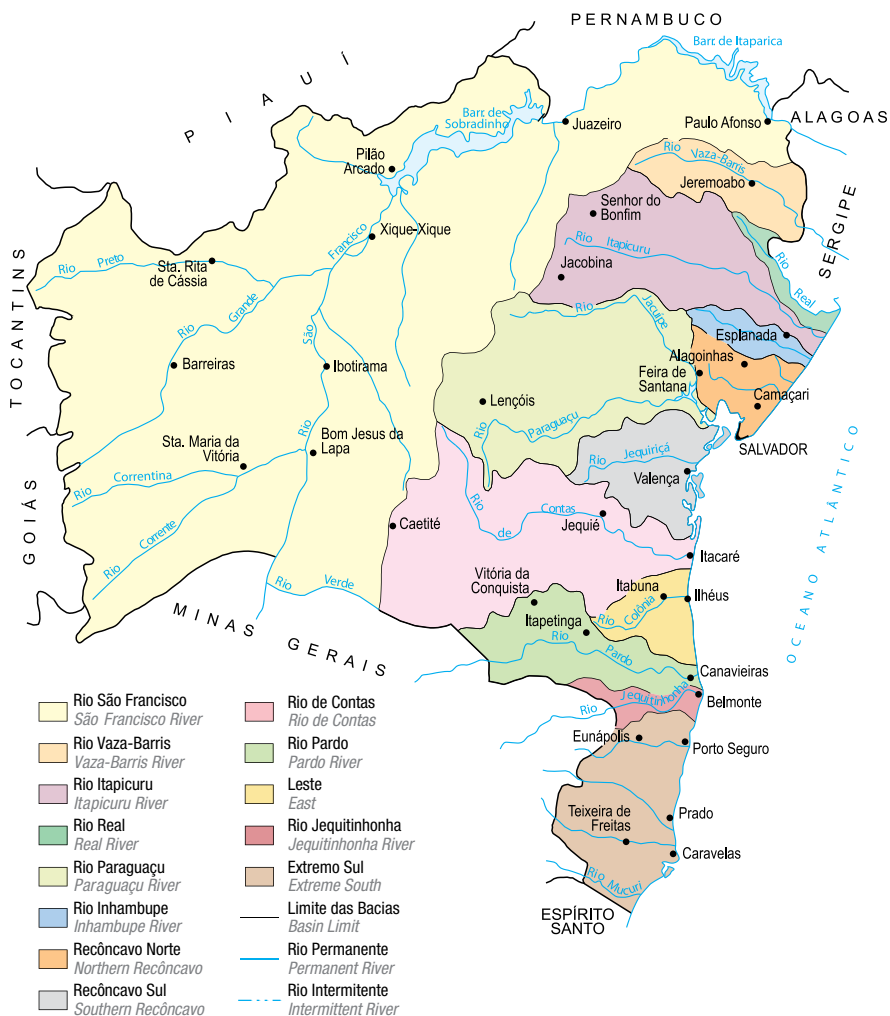 PERNAMBUCO
Barr. de Itaparica
PIAUÍ
ALAGOAS
Barr. de
Sobradinho
Juazeiro
Paulo Afonso
Pilão
Arcado
Rio Vaza-Barris
Jeremoabo
Senhor do
Bonfim
SERGIPE
Xique-Xique
Francisco
Rio Itapicuru
Rio Real
TOCANTINS
Rio Preto
Sta. Rita
de Cássia
Jacobina
Rio Grande
Rio Jacuípe
São
Esplanada
Barreiras
Ibotirama
Alagoinhas
Feira de
Santana
Lençóis
Camaçari
Rio Paraguaçu
Rio
SALVADOR
Sta. Maria da
Vitória
Bom Jesus da
Lapa
Rio Jequiriçá
Valença
OCEANO ATLÂNTICO
Rio Correntina
GOIÁS
Rio Corrente
Caetité
Rio de Contas
Jequié
Itacaré
Rio Verde
Vitória da
Conquista
Itabuna
Ilhéus
Rio Colônia
MINAS GERAIS
Itapetinga
Rio Pardo
Canavieiras
Rio Jequitinhonha
Belmonte
Eunápolis
Porto Seguro
Prado
Teixeira de
Freitas
Caravelas
Rio Mucuri
ESPÍRITO
SANTO
Rio São Francisco
São Francisco River
Rio Vaza-Barris
Vaza-Barris River
Rio Itapicuru
Itapicuru River
Rio Real
Real River
Rio Paraguaçu
Paraguaçu River
Rio Inhambupe
Inhambupe River
Recôncavo Norte
Northern Recôncavo
Recôncavo Sul
Southern Recôncavo
Rio de Contas
Rio de Contas
Rio Pardo
Pardo River
Leste
East
Rio Jequitinhonha
Jequitinhonha River
Extremo Sul
Extreme South
Limite das Bacias
Basin Limit
Rio Permanente
Permanent River
Rio Intermitente
Intermittent River